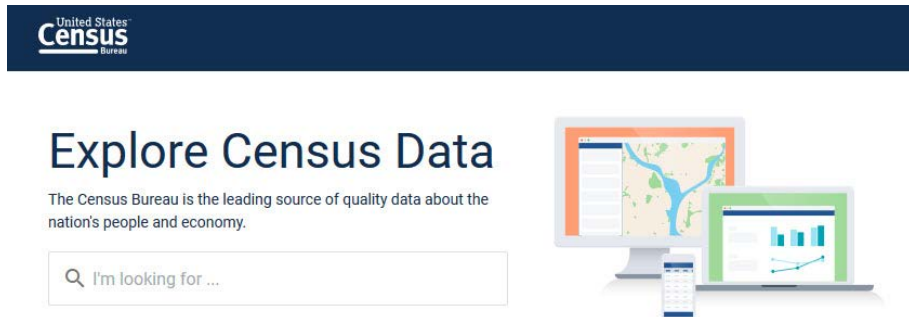 United States™
Census
Bureau
Explore Census Data
The Census Bureau is the leading source of quality data about the
nation's people and economy.
I'm looking for ...